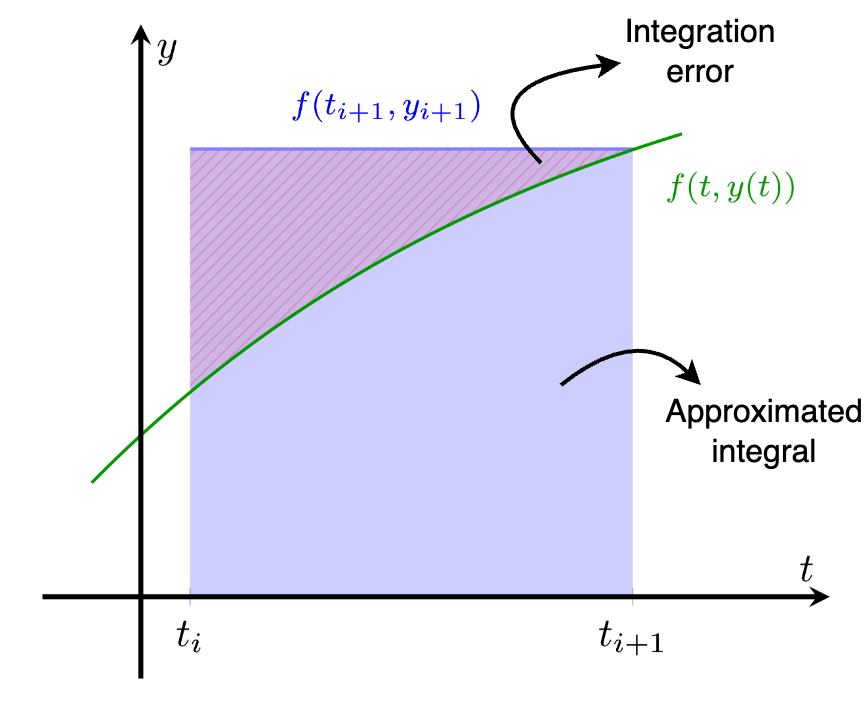 Integration
error
y
f(t_{i+1}, y_{i+1})
f(t, y(t))
Approximated
integral
t
t_i
t_{i+1}